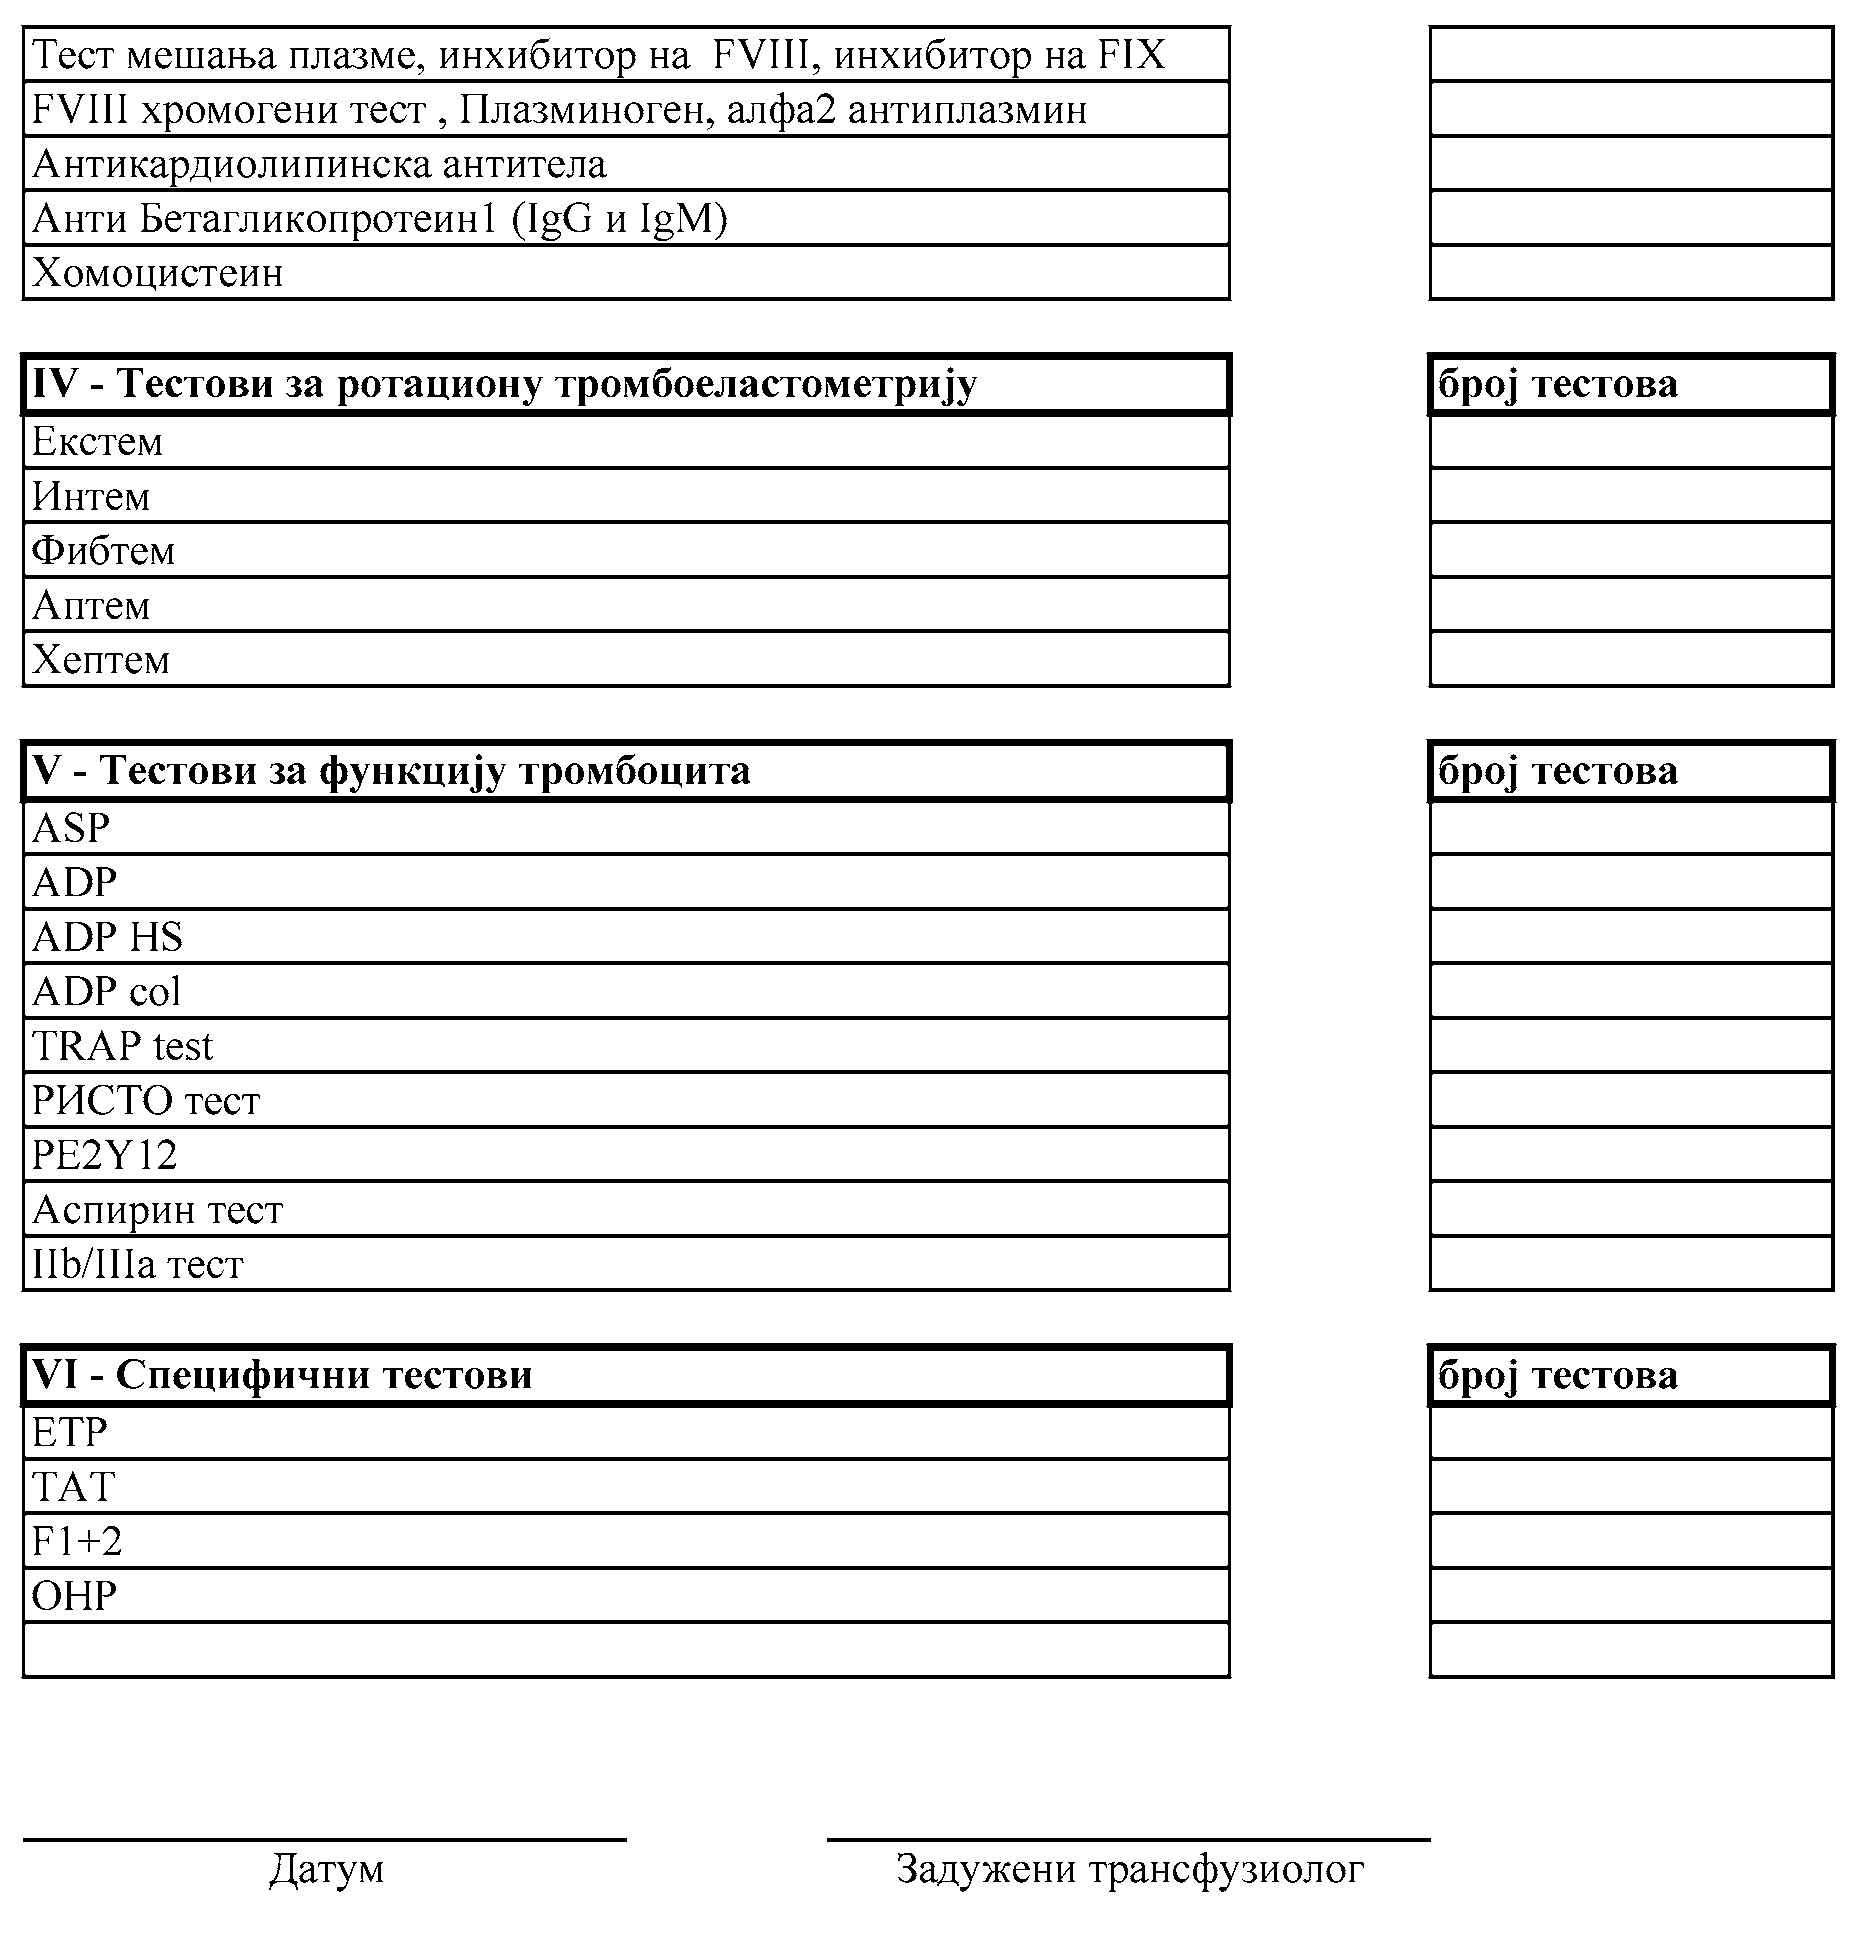 Тест мешања плазме, инхибитор на  FVIII, инхибитор на FIX
FVIII хромогени тест , Плазминоген, алфа2 антиплазмин
Антикардиолипинска антитела
Анти Бетагликопротеин1 (IgG и IgM)
Хомоцистеин
IV - Тестови за ротациону тромбоеластометрију број тестова
Екстем
Интем
Фибтем
Аптем
Хептем
V - Тестови за функцију тромбоцита број тестова
ASP
ADP
ADP HS
ADP col
TRAP test
РИСТО тест
PE2Y12
Аспирин тест
IIb/IIIa тест
VI - Специфични тестови број тестова
ETP
TAT
F1+2
OHP
Датум Задужени трансфузиолог